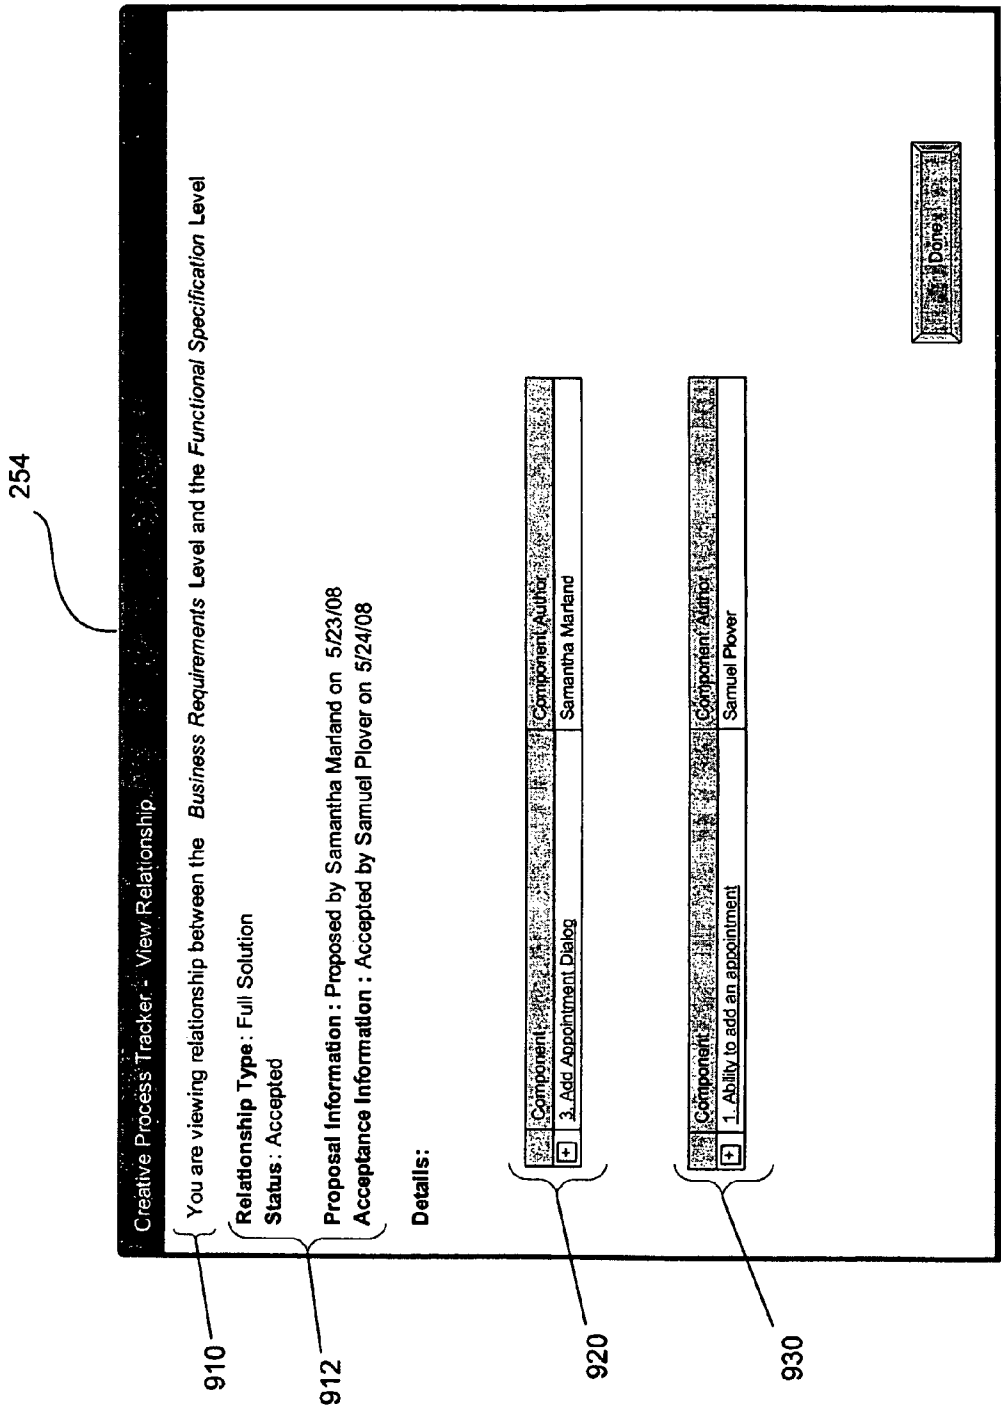 254
Creative Process Tracker - View Relationship
910
You are viewing relationship between the Business Requirements Level and the Functional Specification Level
912
Relationship Type : Full Solution
Status : Accepted
Proposal Information : Proposed by Samantha Marland on 5/23/08
Acceptance Information : Accepted by Samuel Plover on 5/24/08
Details:
920
Component Component Author
+ 3. Add Appointment Dialog Samantha Marland
930
Component Component Author
+ 1. Ability to add an appointment Samuel Plover
Done